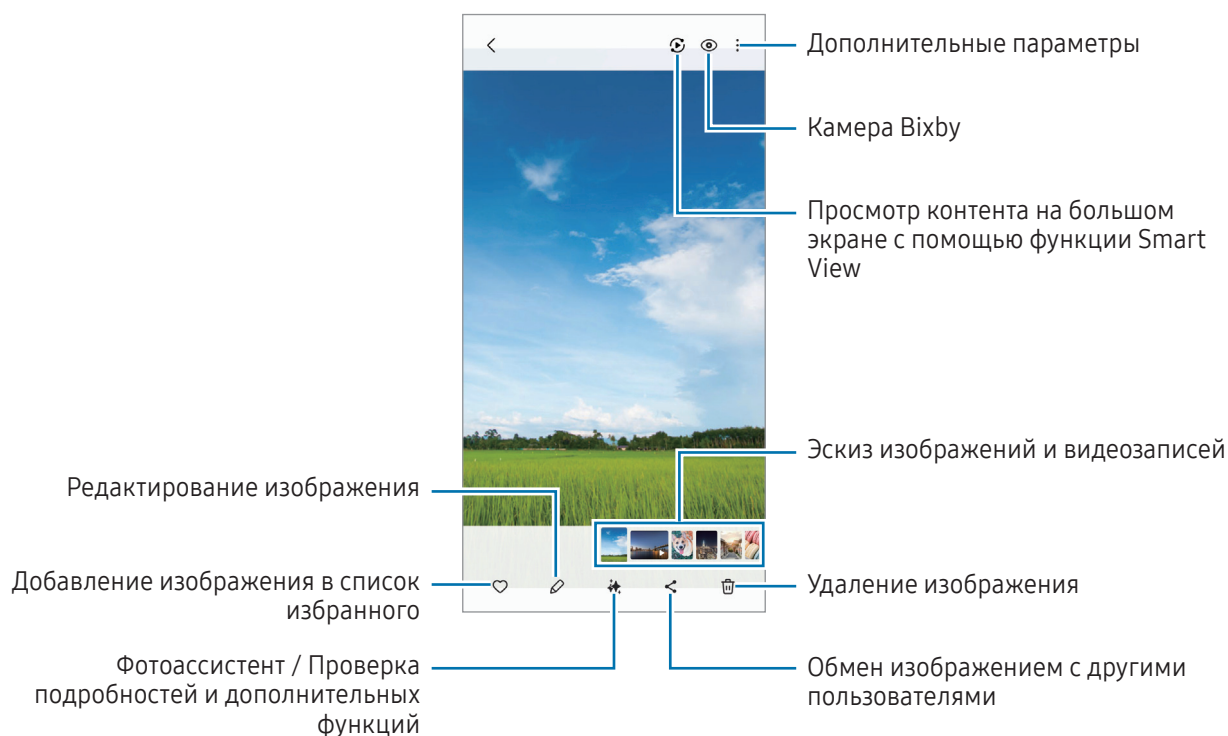 Дополнительные параметры
Камера Bixby
Просмотр контента на большом
экране с помощью функции Smart
View
Эскиз изображений и видеозаписей
Редактирование изображения
Добавление изображения в список
избранного
Удаление изображения
Фотоассистент / Проверка
подробностей и дополнительных
функций
Обмен изображением с другими
пользователями